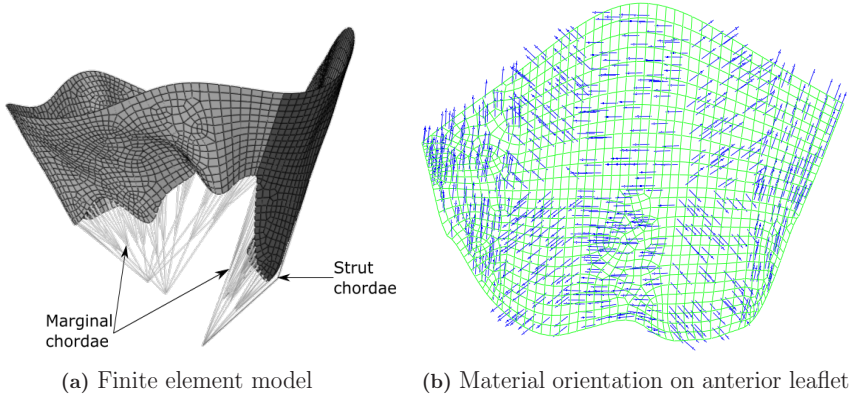 Strut
chordae
Marginal
chordae
(a) Finite element model
(b) Material orientation on anterior leaflet